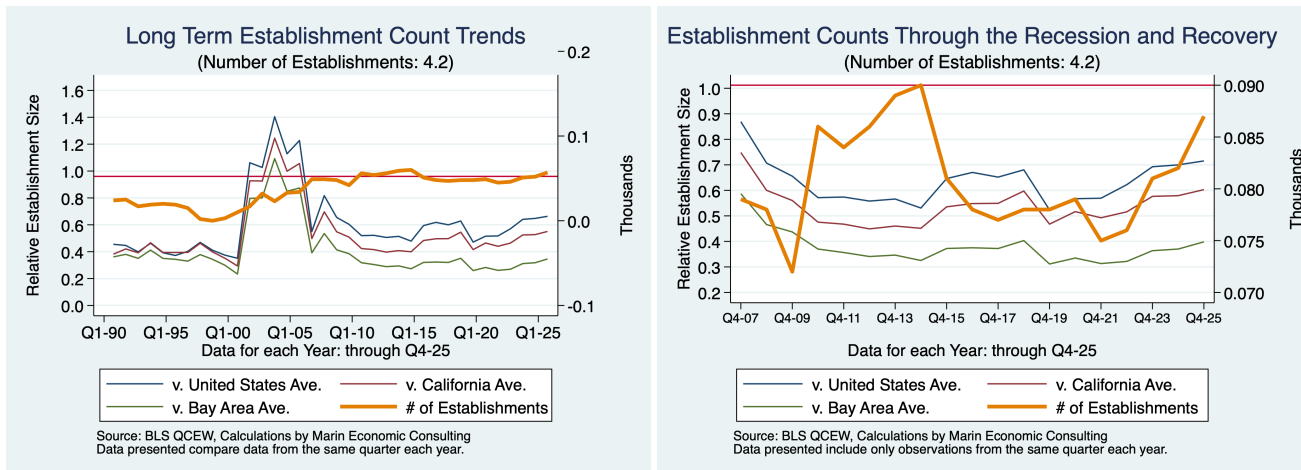 Long Term Establishment Count Trends
(Number of Establishments: 4.2)
Relative Establishment Size
1.6
1.4
1.2
1.0
0.8
0.6
0.4
0.2
0.0
0.2
0.1
0.0
-0.1
Thousands
Q1-90 Q1-95 Q1-00 Q1-05 Q1-10 Q1-15 Q1-20 Q1-25
Data for each Year: through Q4-25
v. United States Ave. v. California Ave.
v. Bay Area Ave. # of Establishments
Source: BLS QCEW, Calculations by Marin Economic Consulting
Data presented compare data from the same quarter each year.
Establishment Counts Through the Recession and Recovery
(Number of Establishments: 4.2)
Relative Establishment Size
1.0
0.9
0.8
0.7
0.6
0.5
0.4
0.3
0.2
0.090
0.085
0.080
0.075
0.070
Thousands
Q4-07 Q4-09 Q4-11 Q4-13 Q4-15 Q4-17 Q4-19 Q4-21 Q4-23 Q4-25
Data for each Year: through Q4-25
v. United States Ave. v. California Ave.
v. Bay Area Ave. # of Establishments
Source: BLS QCEW, Calculations by Marin Economic Consulting
Data presented include only observations from the same quarter each year.